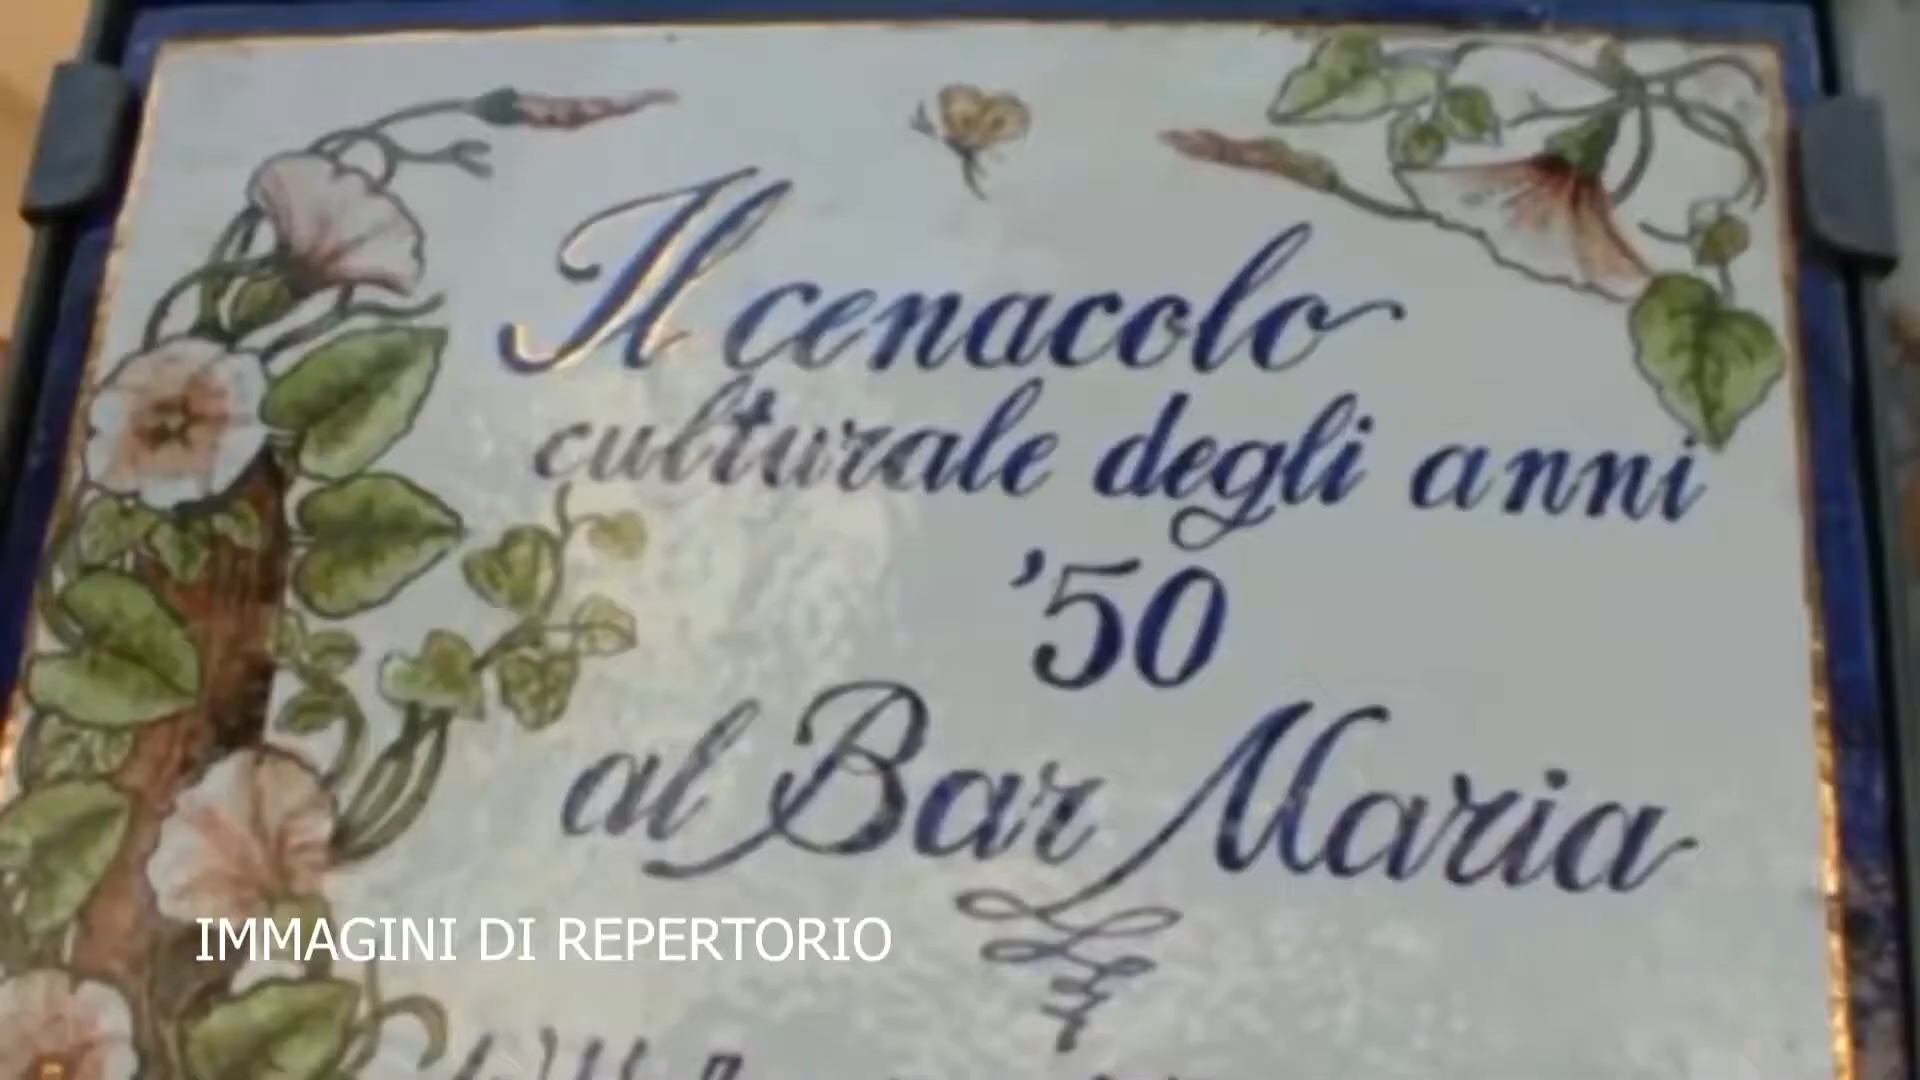 Il cenacolo
culturale degli anni
'50
al Bar Maria
IMMAGINI DI REPERTORIO